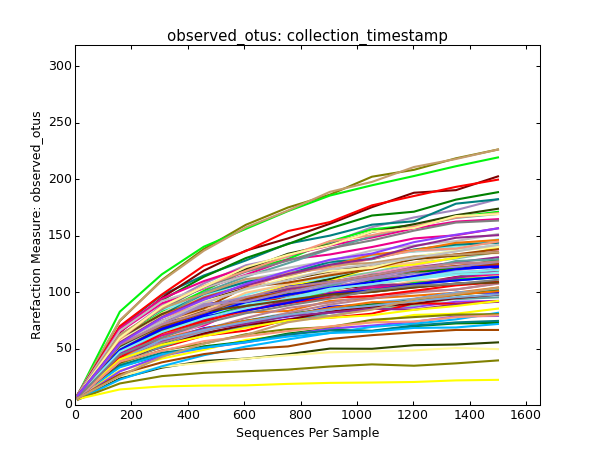 observed_otus: collection_timestamp
300
250
200
150
100
50
0
Rarefaction Measure: observed_otus
0 200 400 600 800 1000 1200 1400 1600
Sequences Per Sample